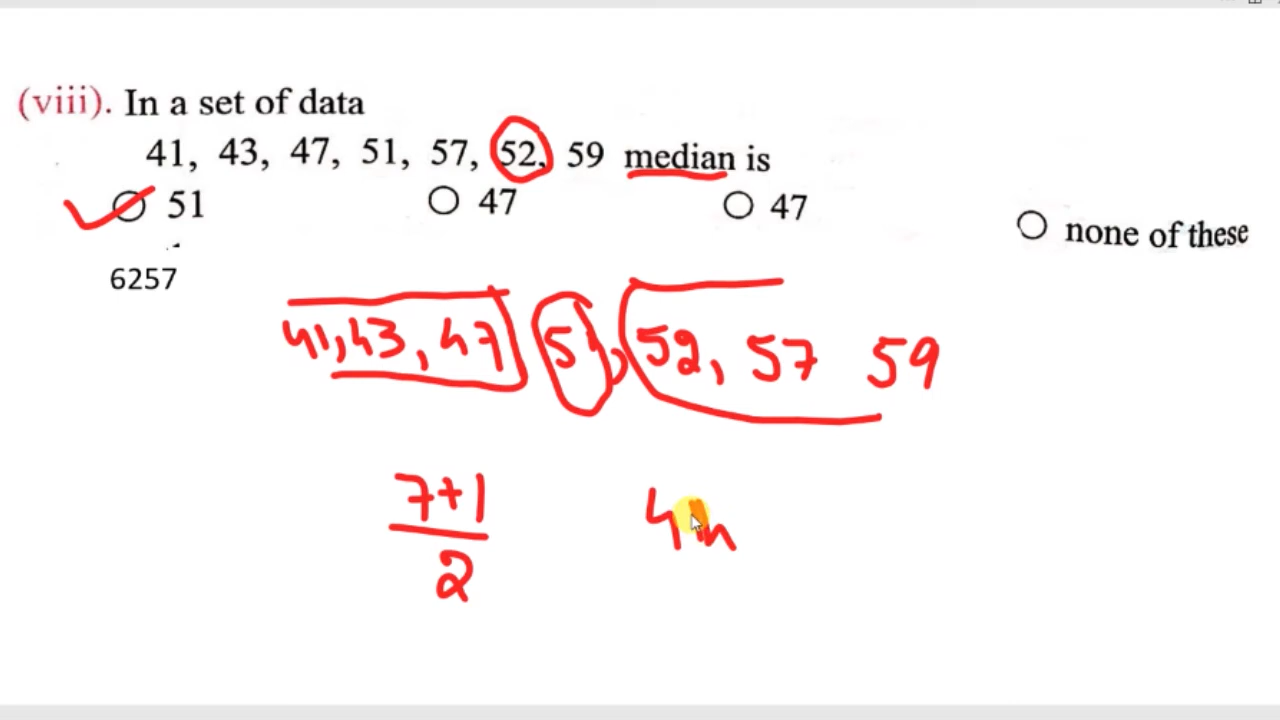 (viii). In a set of data
41, 43, 47, 51, 57, 52, 59 median is
51 47 47 none of these
6257
41, 43, 47 51, 52, 57 59
7+1
2
4th